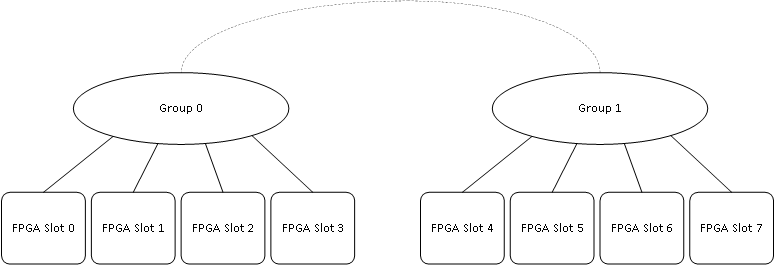 Group 0
Group 1
FPGA Slot 0
FPGA Slot 1
FPGA Slot 2
FPGA Slot 3
FPGA Slot 4
FPGA Slot 5
FPGA Slot 6
FPGA Slot 7